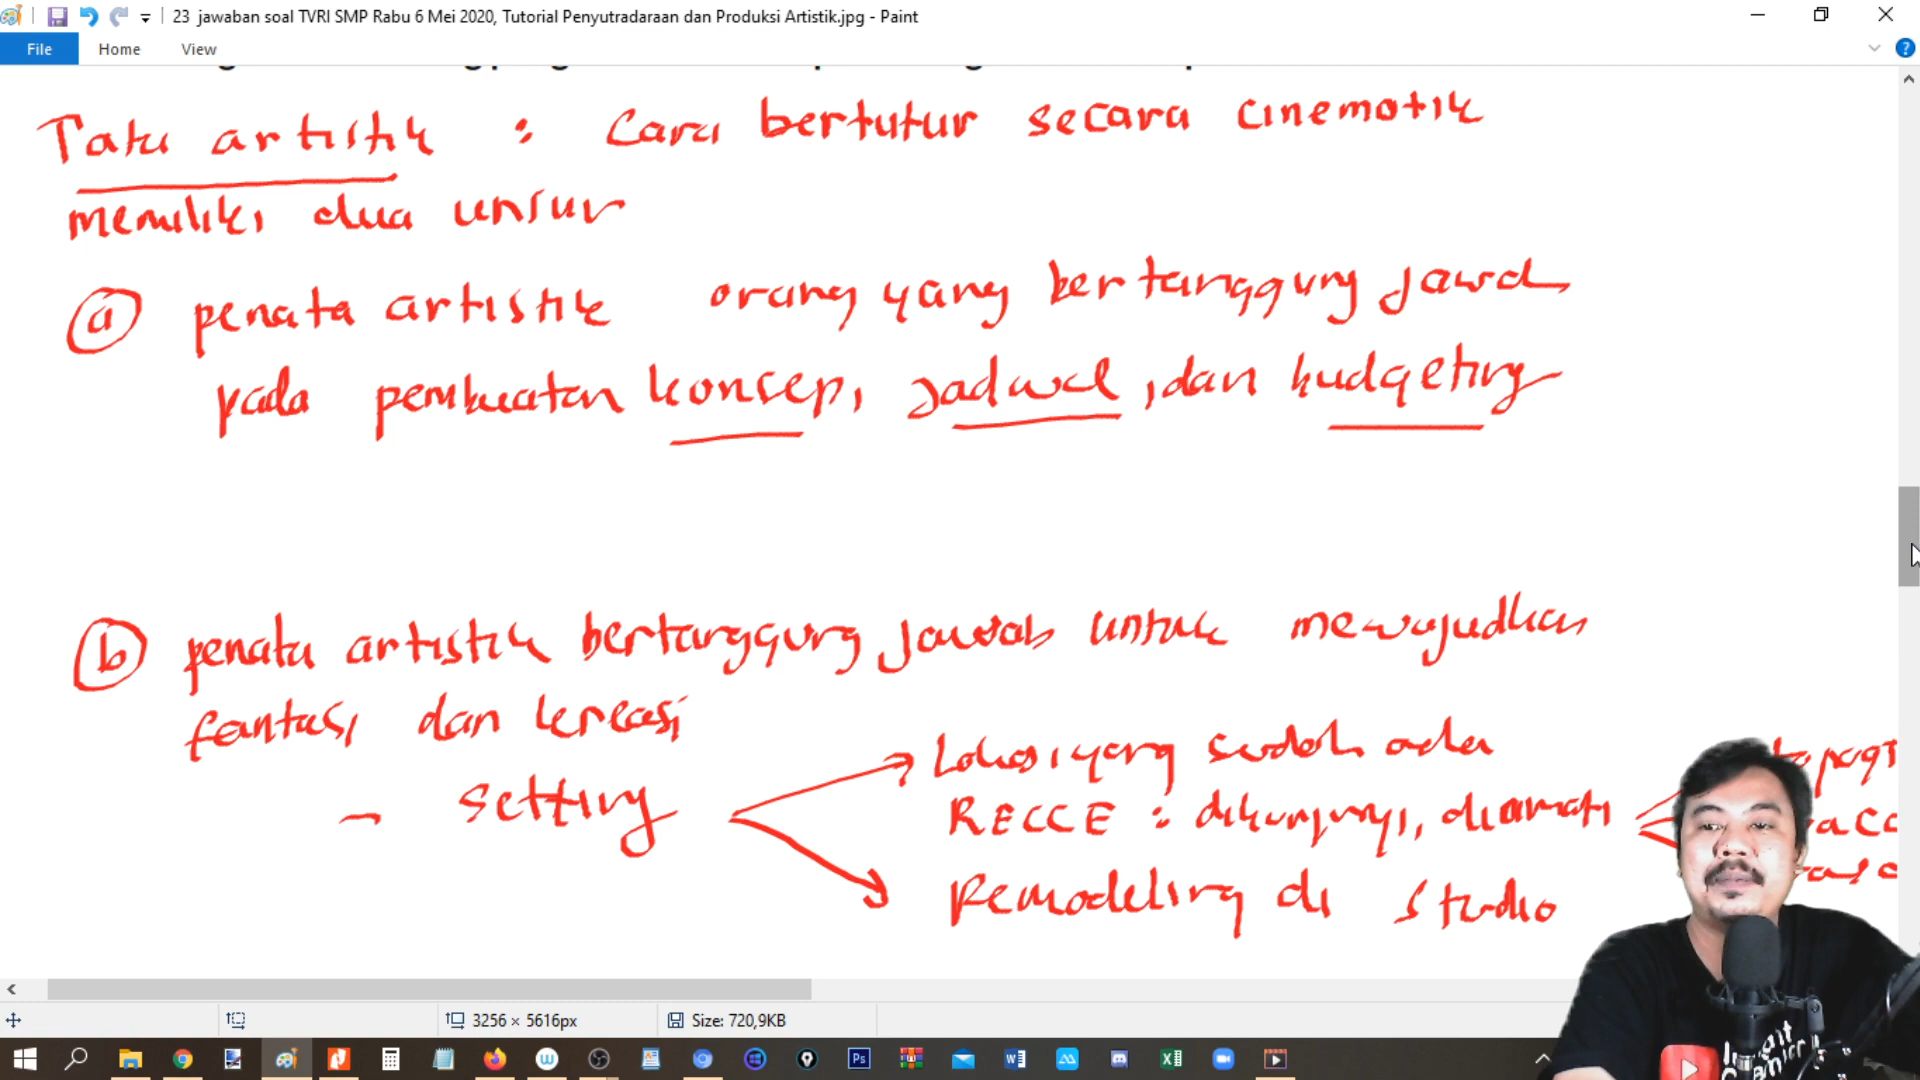 23 jawaban soal TVRI SMP Rabu 6 Mei 2020, Tutorial Penyutradaraan dan Produksi Artistik.jpg - Paint
File Home View
Tata artistik : Cara bertutur secara cinematik
memiliki dua unsur
a penata artistik orang yang bertanggung jawab
pada pembuatan konsep, jadwal, dan budgeting
b penata artistik bertanggung jawab untuk mewujudkan
fantasi dan kreasi
- setting
Lokasi yang sudah ada
RECCE : dikunjungi, diamati
Remodeling di studio
3256 × 5616px Size: 720,9KB